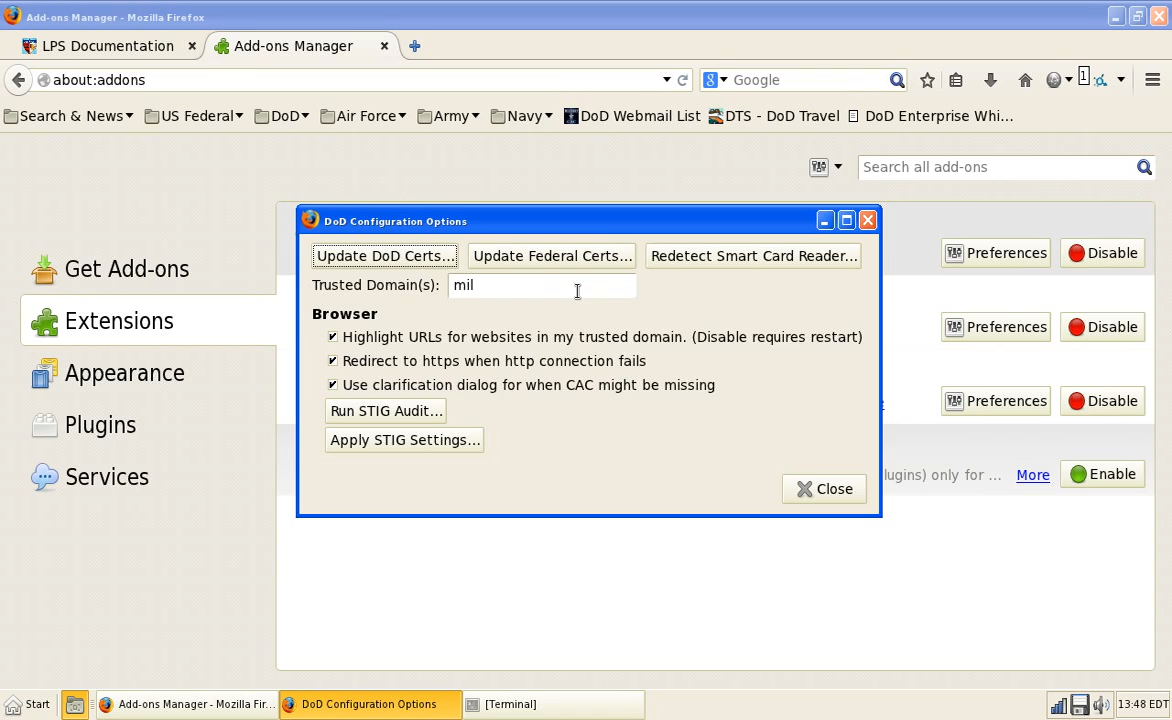 Add-ons Manager - Mozilla Firefox
LPS Documentation
Add-ons Manager
about:addons
Google
1
Search & News
US Federal
DoD
Air Force
Army
Navy
DoD Webmail List
DTS - DoD Travel
DoD Enterprise Whi...
Search all add-ons
Get Add-ons
Extensions
Appearance
Plugins
Services
Preferences
Disable
Preferences
Disable
Preferences
Disable
lugins) only for ...
More
Enable
DoD Configuration Options
Update DoD Certs...
Update Federal Certs...
Redetect Smart Card Reader...
Trusted Domain(s):
mil
Browser
Highlight URLs for websites in my trusted domain. (Disable requires restart)
Redirect to https when http connection fails
Use clarification dialog for when CAC might be missing
Run STIG Audit...
Apply STIG Settings...
Close
Start
Add-ons Manager - Mozilla Fir...
DoD Configuration Options
[Terminal]
13:48 EDT